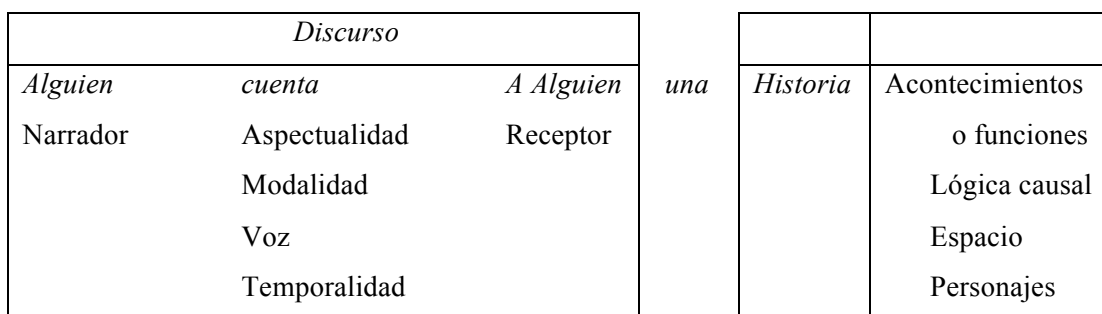 Discurso
Alguien cuenta A Alguien una Historia Acontecimientos
Narrador Aspectualidad Receptor o funciones
Modalidad Lógica causal
Voz Espacio
Temporalidad Personajes